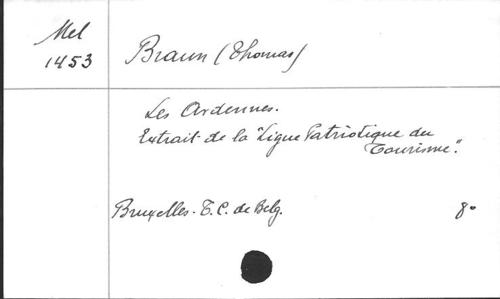 Mel
1453
Braun (Thomas)
Les Ardennes.
Extrait de la "Ligue Patriotique du
Tourisme".
Bruxelles. T. C. de Belg. 8°